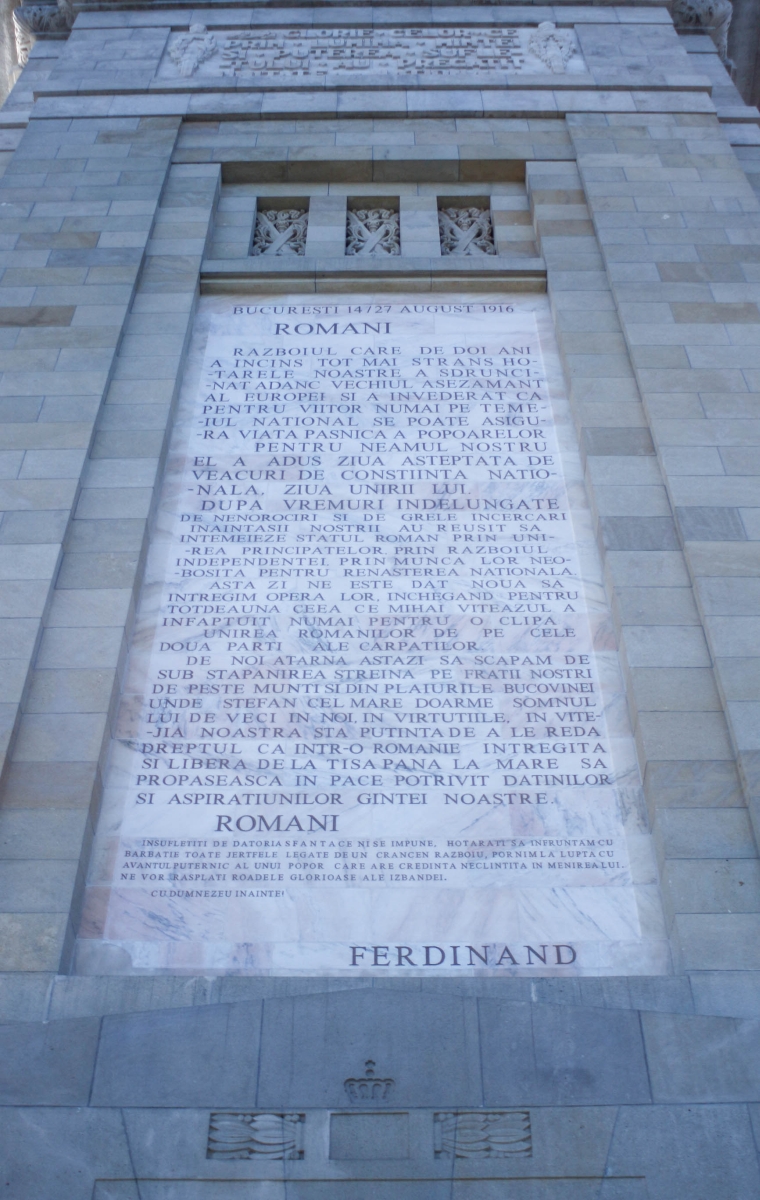 GLORIE CELOR CE
PRIN LUMINA MINTEI
SI PUTEREA SUFLE
TULUI AU PREGATIT
BUCURESTI 14/27 AUGUST 1916
ROMANI
RAZBOIUL CARE DE DOI ANI
A INCINS TOT MAI STRANS HO-
-TARELE NOASTRE A SDRUNCI-
-NAT ADANC VECHIUL ASEZAMANT
AL EUROPEI SI A INVEDERAT CA
PENTRU VIITOR NUMAI PE TEME-
-IUL NATIONAL SE POATE ASIGU-
-RA VIATA PASNICA A POPOARELOR
PENTRU NEAMUL NOSTRU
EL A ADUS ZIUA ASTEPTATA DE
VEACURI DE CONSTIINTA NATIO-
-NALA, ZIUA UNIRII LUI.
DUPA VREMURI INDELUNGATE
DE NENOROCIRI SI DE GRELE INCERCARI
INAINTASII NOSTRII AU REUSIT SA
INTEMEIEZE STATUL ROMAN PRIN UNI-
-REA PRINCIPATELOR PRIN RAZBOIUL
INDEPENDENTEI, PRIN MUNCA LOR NEO-
-BOSITA PENTRU RENASTEREA NATIONALA.
ASTA ZI NE ESTE DAT NOUA SA
INTREGIM OPERA LOR, INCHEGAND PENTRU
TOTDEAUNA CEEA CE MIHAI VITEAZUL A
INFAPTUIT NUMAI PENTRU O CLIPA
UNIREA ROMANILOR DE PE CELE
DOUA PARTI ALE CARPATILOR
DE NOI ATARNA ASTAZI SA SCAPAM DE
SUB STAPANIREA STREINA PE FRATII NOSTRI
DE PESTE MUNTI SI DIN PLAIURILE BUCOVINEI
UNDE STEFAN CEL MARE DOARME SOMNUL
LUI DE VECI IN NOI, IN VIRTUTIILE, IN VITE-
-JIA NOASTRA STA PUTINTA DE A LE REDA
DREPTUL CA INTR-O ROMANIE INTREGITA
SI LIBERA DE LA TISA PANA LA MARE SA
PROPASEASCA IN PACE POTRIVIT DATINILOR
SI ASPIRATIUNILOR GINTEI NOASTRE.
ROMANI
INSUFLETITI DE DATORIA SFANTA CE NI SE IMPUNE, HOTARATI SA INFRUNTAM CU
BARBATIE TOATE JERTFELE LEGATE DE UN CRANCEN RAZBOIU, PORNIM LA LUPTA CU
AVANTUL PUTERNIC AL UNUI POPOR CARE ARE CREDINTA NECLINTITA IN MENIREA LUI.
NE VOR RASPLATI ROADELE GLORIOASE ALE IZBANDEI.
CU DUMNEZEU INAINTE!
FERDINAND